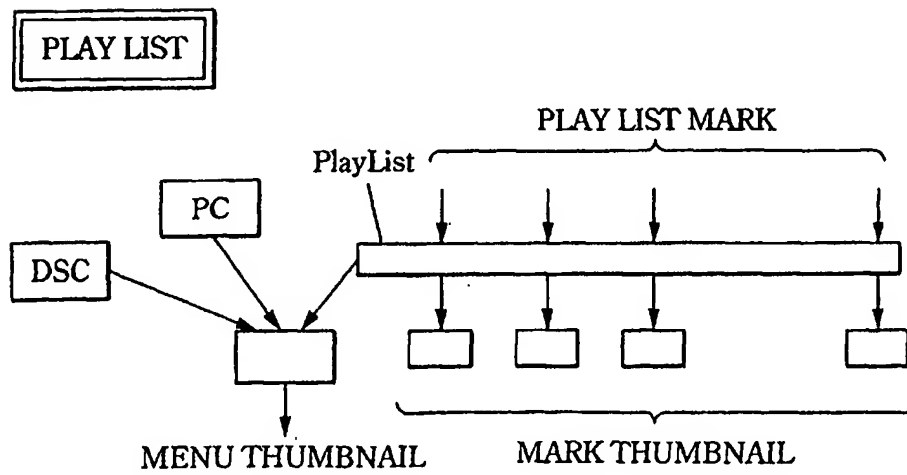 PLAY LIST
PLAY LIST MARK
PlayList
PC
DSC
MENU THUMBNAIL
MARK THUMBNAIL